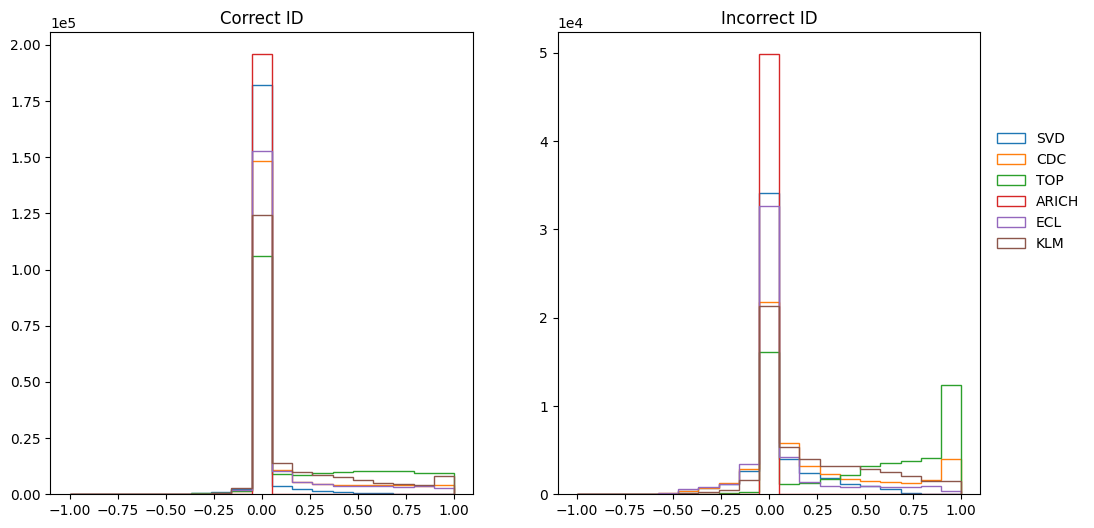 Correct ID
1e5
2.00
1.75
1.50
1.25
1.00
0.75
0.50
0.25
0.00
−1.00 −0.75 −0.50 −0.25 0.00 0.25 0.50 0.75 1.00
Incorrect ID
1e4
5
4
3
2
1
0
−1.00 −0.75 −0.50 −0.25 0.00 0.25 0.50 0.75 1.00
SVD
CDC
TOP
ARICH
ECL
KLM